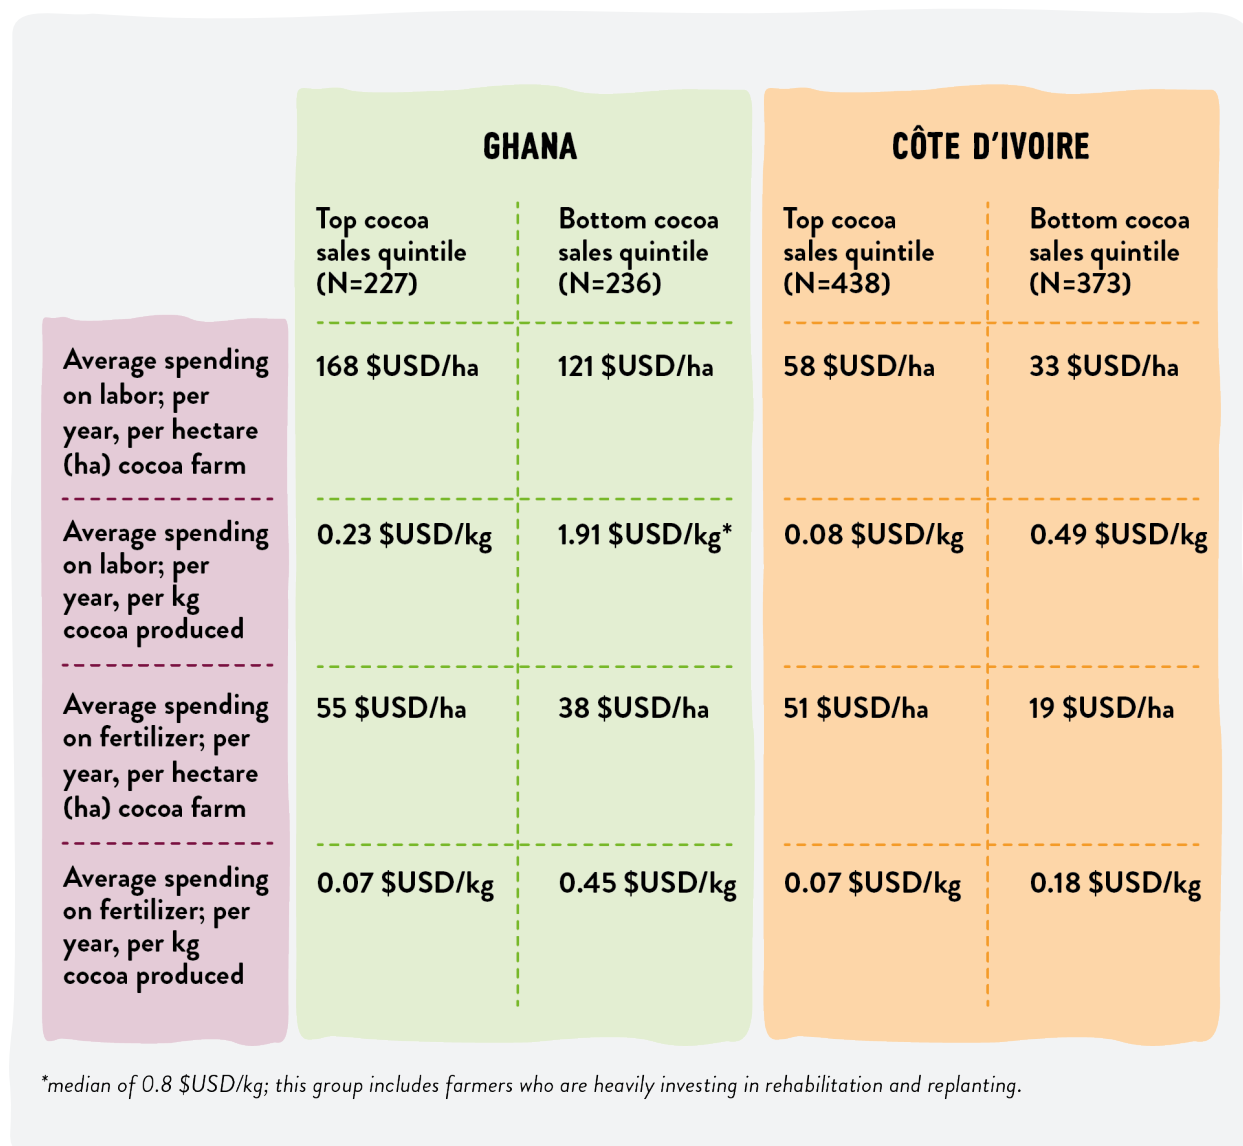 GHANA
CÔTE D'IVOIRE
Top cocoa
sales quintile
(N=227)
Bottom cocoa
sales quintile
(N=236)
Top cocoa
sales quintile
(N=438)
Bottom cocoa
sales quintile
(N=373)
Average spending
on labor; per
year, per hectare
(ha) cocoa farm
168 $USD/ha
121 $USD/ha
58 $USD/ha
33 $USD/ha
Average spending
on labor; per
year, per kg
cocoa produced
0.23 $USD/kg
1.91 $USD/kg*
0.08 $USD/kg
0.49 $USD/kg
Average spending
on fertilizer; per
year, per hectare
(ha) cocoa farm
55 $USD/ha
38 $USD/ha
51 $USD/ha
19 $USD/ha
Average spending
on fertilizer; per
year, per kg
cocoa produced
0.07 $USD/kg
0.45 $USD/kg
0.07 $USD/kg
0.18 $USD/kg
*median of 0.8 $USD/kg; this group includes farmers who are heavily investing in rehabilitation and replanting.